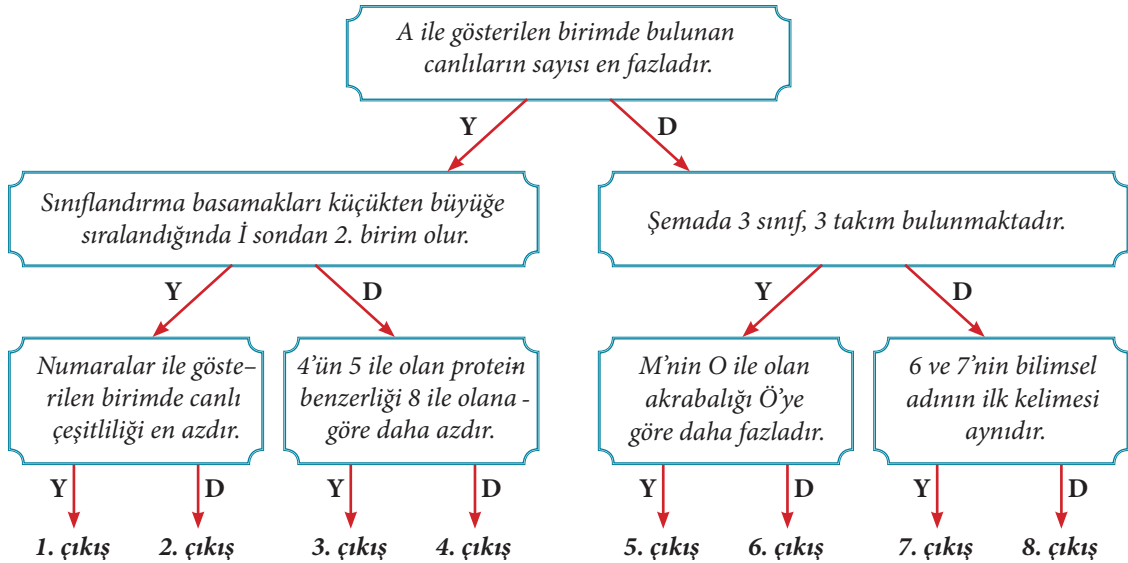 A ile gösterilen birimde bulunan
canlıların sayısı en fazladır.
Y
D
Sınıflandırma basamakları küçükten büyüğe
sıralandığında İ sondan 2. birim olur.
Şemada 3 sınıf, 3 takım bulunmaktadır.
Y
D
Y
D
Numaralar ile göste–
rilen birimde canlı
çeşitliliği en azdır.
4’ün 5 ile olan protein-
benzerliği 8 ile olana -
göre daha azdır.
M’nin O ile olan
akrabalığı Ö’ye
göre daha fazladır.
6 ve 7’nin bilimsel
adının ilk kelimesi
aynıdır.
Y
D
Y
D
Y
D
Y
D
1. çıkış
2. çıkış
3. çıkış
4. çıkış
5. çıkış
6. çıkış
7. çıkış
8. çıkış